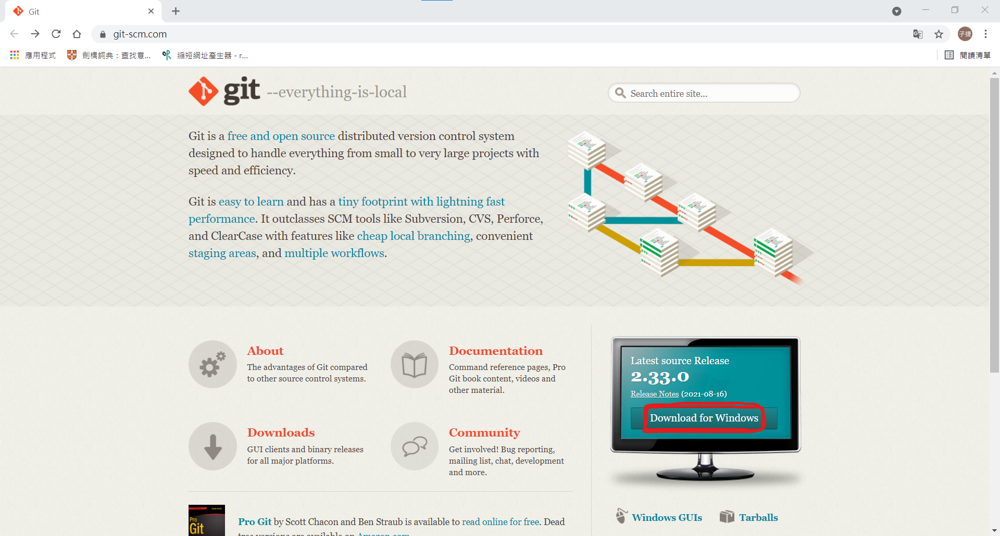 Git
git-scm.com
子捷
應用程式
劍橋詞典：查找意...
縮短網址產生器 - r...
閱讀清單
git --everything-is-local
Search entire site...
Git is a free and open source distributed version control system
designed to handle everything from small to very large projects with
speed and efficiency.
Git is easy to learn and has a tiny footprint with lightning fast
performance. It outclasses SCM tools like Subversion, CVS, Perforce,
and ClearCase with features like cheap local branching, convenient
staging areas, and multiple workflows.
About
The advantages of Git compared
to other source control systems.
Documentation
Command reference pages, Pro
Git book content, videos and
other material.
Downloads
GUI clients and binary releases
for all major platforms.
Community
Get involved! Bug reporting,
mailing list, chat, development
and more.
Latest source Release
2.33.0
Release Notes (2021-08-16)
Download for Windows
Windows GUIs
Tarballs
Pro
Git
Pro Git by Scott Chacon and Ben Straub is available to read online for free. Dead
tree versions are available on Amazon.com.